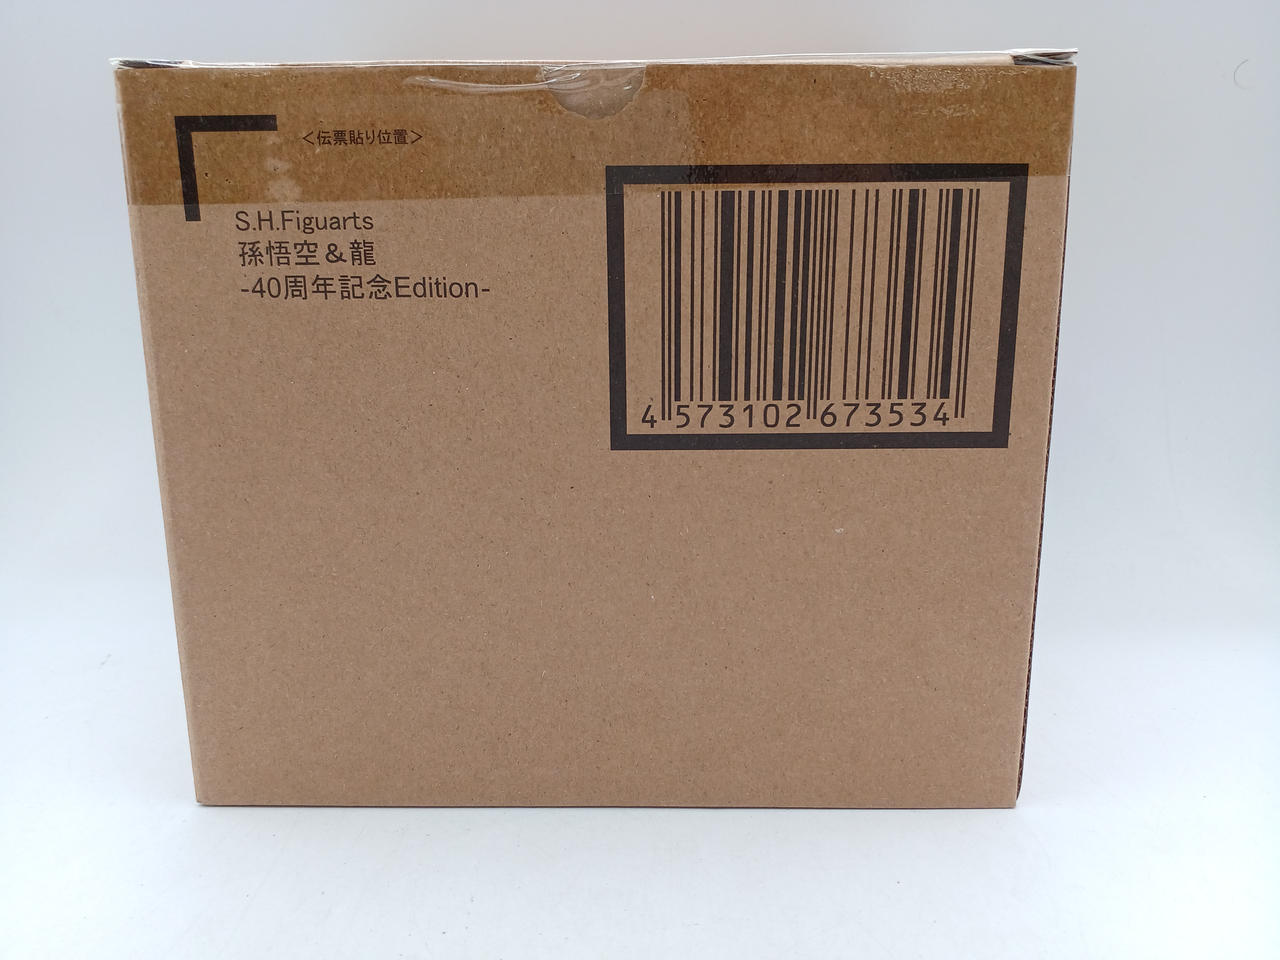 ＜伝票貼り位置＞
S.H.Figuarts
孫悟空＆龍
-40周年記念Edition-
4 573102 673534